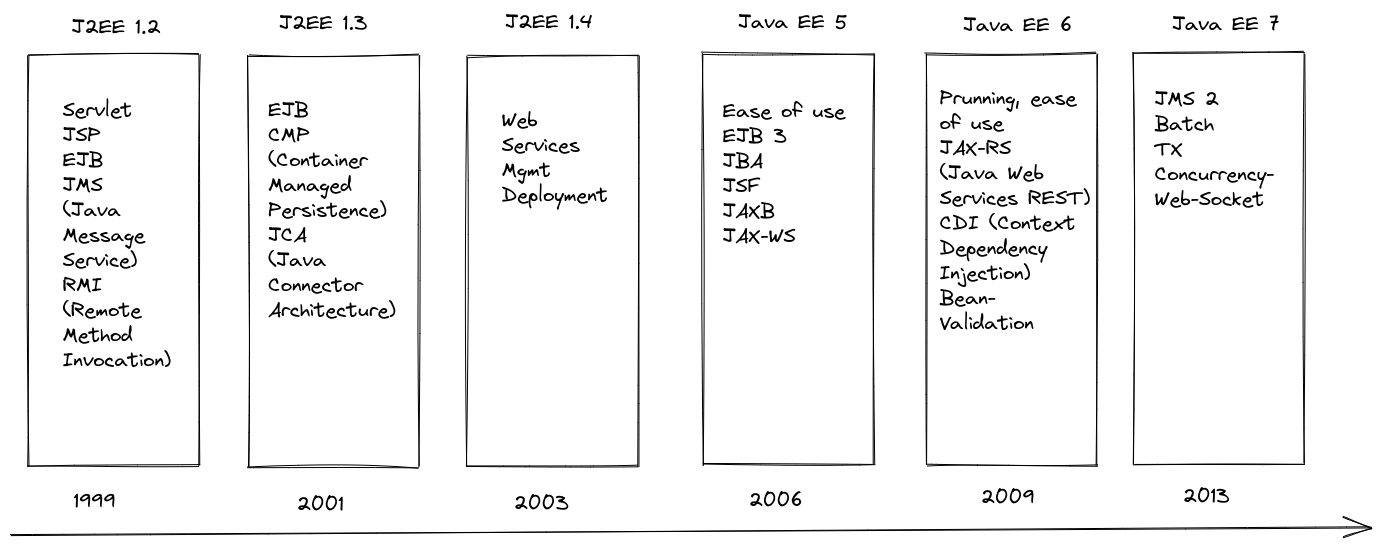 J2EE 1.2
Servlet
JSP
EJB
JMS
(Java
Message
Service)
RMI
(Remote
Method
Invocation)
1999
J2EE 1.3
EJB
CMP
(Container
Managed
Persistence)
JCA
(Java
Connector
Architecture)
2001
J2EE 1.4
Web
Services
Mgmt
Deployment
2003
Java EE 5
Ease of use
EJB 3
JBA
JSF
JAXB
JAX-WS
2006
Java EE 6
Prunning, ease
of use
JAX-RS
(Java Web
Services REST)
CDI (Context
Dependency
Injection)
Bean-
Validation
2009
Java EE 7
JMS 2
Batch
TX
Concurrency-
Web-Socket
2013